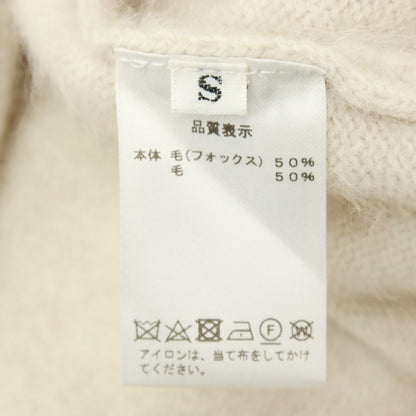 S
品質表示
本体 毛(フォックス) 50%
毛 50%
F W
アイロンは、当て布をしてかけ
てください。